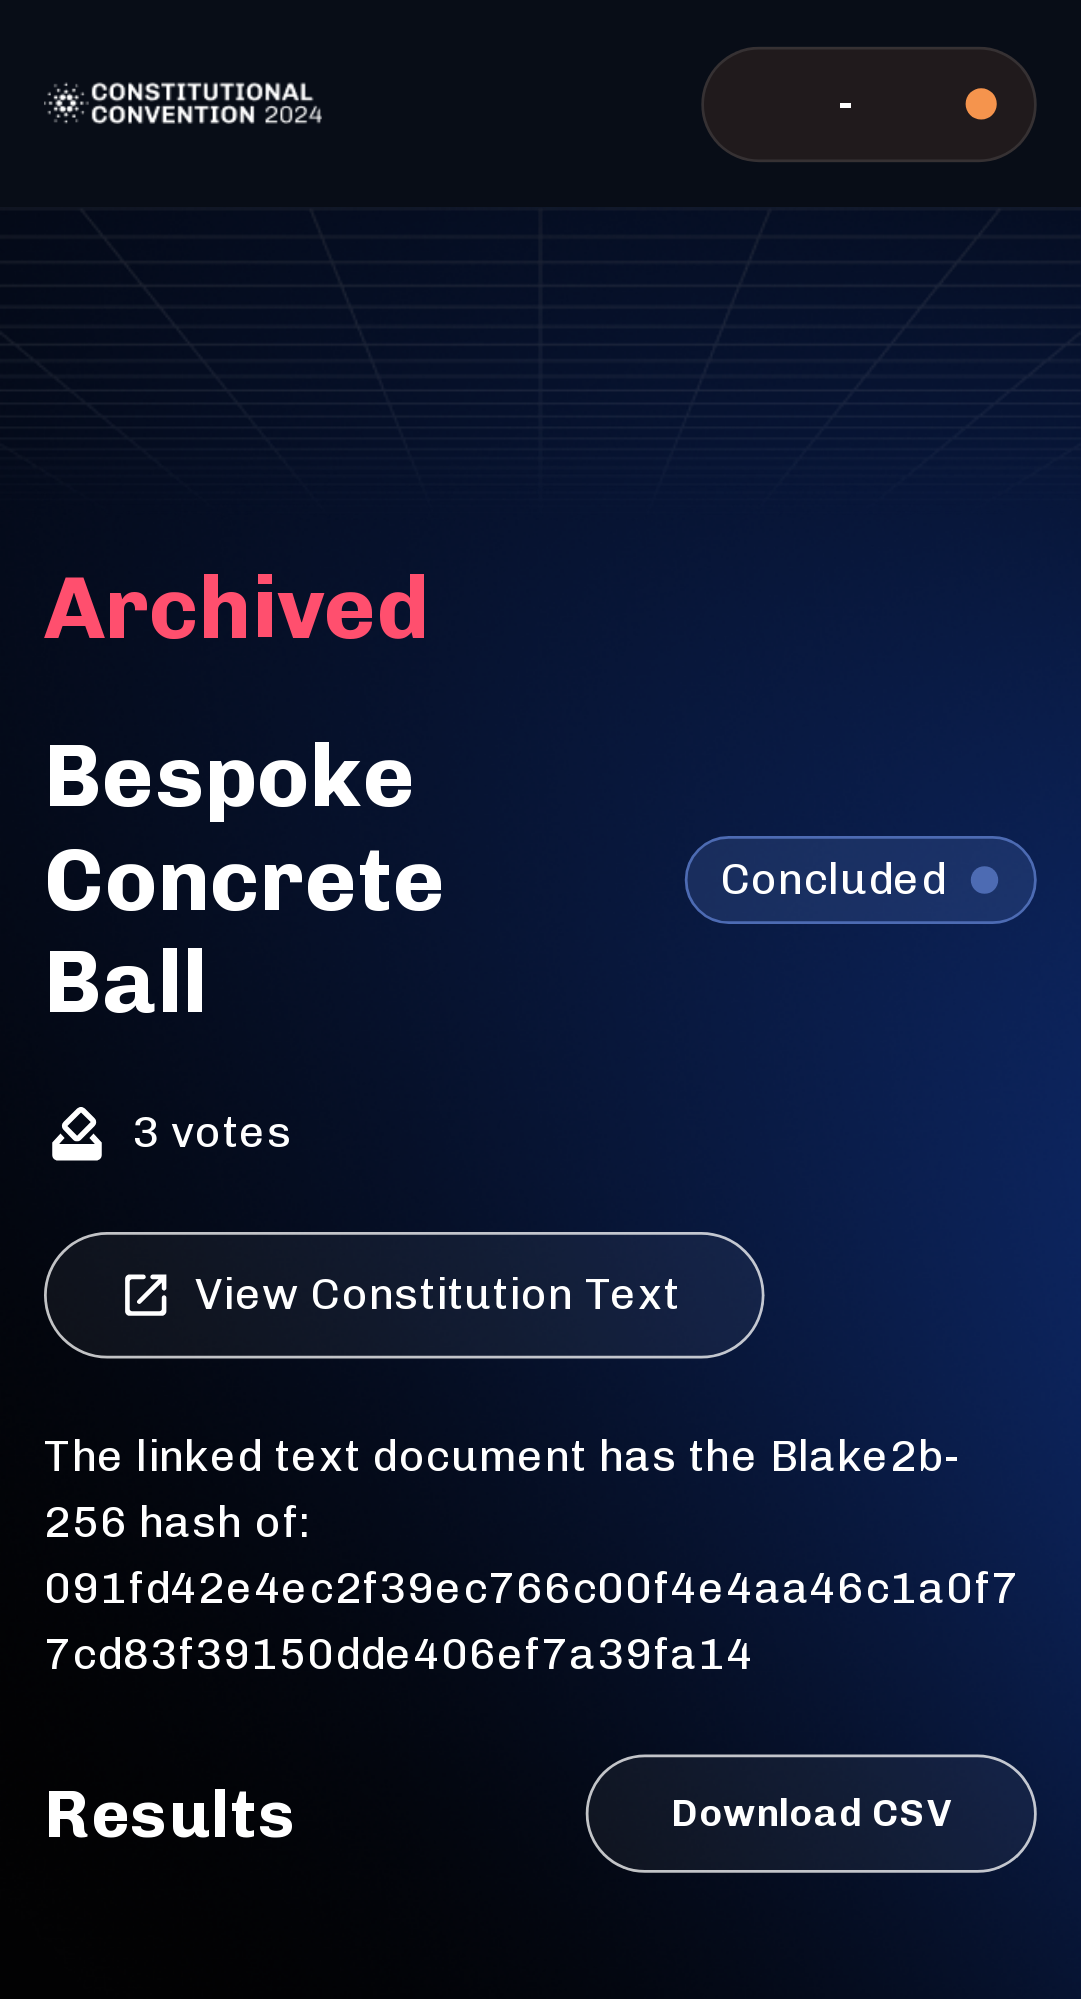 CONSTITUTIONAL
CONVENTION 2024
-
Archived
Bespoke
Concrete
Ball
Concluded
3 votes
View Constitution Text
The linked text document has the Blake2b-
256 hash of:
091fd42e4ec2f39ec766c00f4e4aa46c1a0f7
7cd83f39150dde406ef7a39fa14
Results
Download CSV